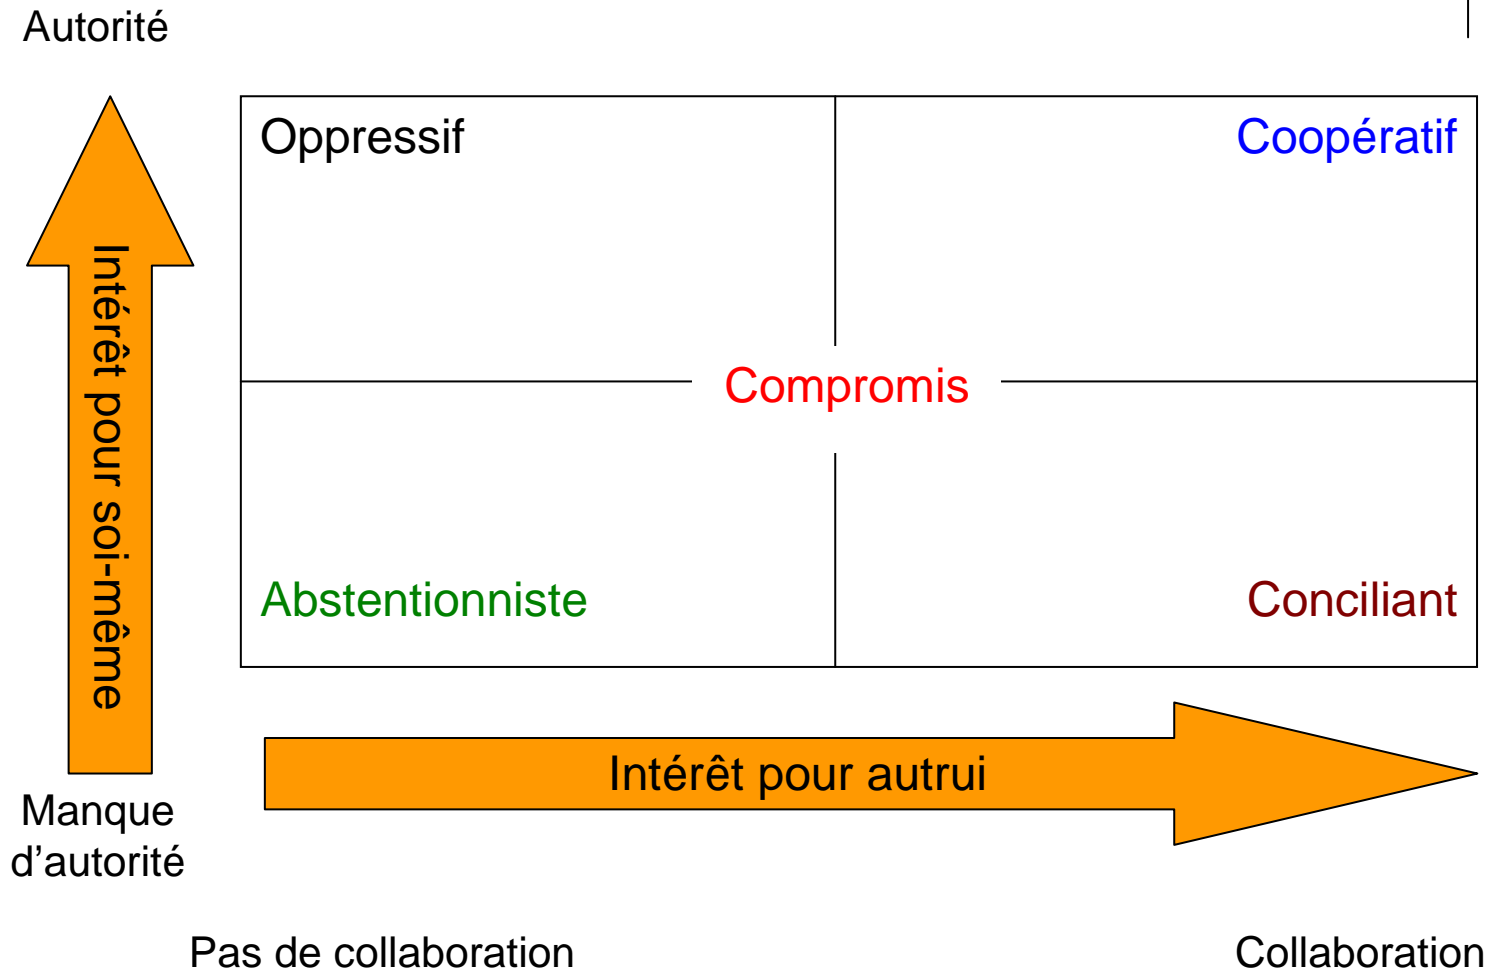 Autorité
Oppressif
Coopératif
Intérêt pour soi-même
Compromis
Abstentionniste
Conciliant
Intérêt pour autrui
Manque
d’autorité
Pas de collaboration
Collaboration